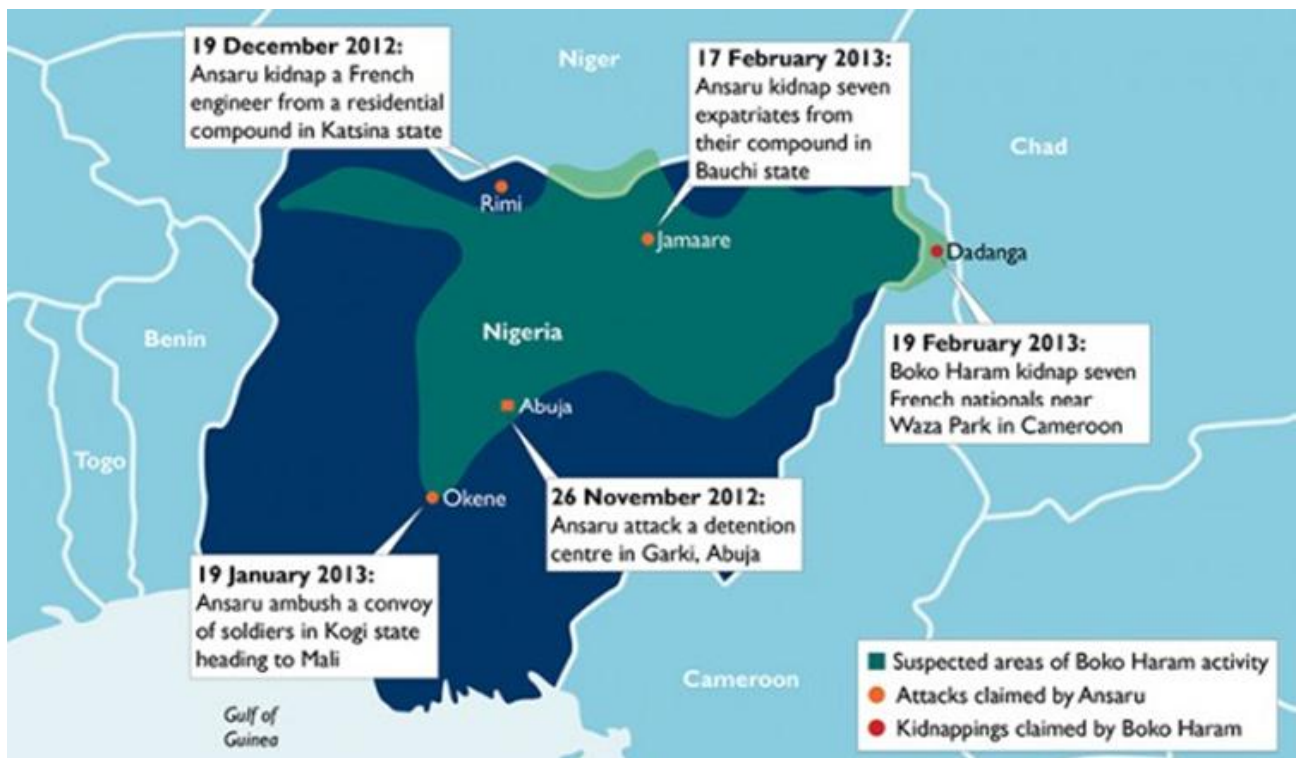 19 December 2012:
Ansaru kidnap a French
engineer from a residential
compound in Katsina state
Niger
17 February 2013:
Ansaru kidnap seven
expatriates from
their compound in
Bauchi state
Chad
Rimi
Jamaare
Dadanga
Benin
Nigeria
19 February 2013:
Boko Haram kidnap seven
French nationals near
Waza Park in Cameroon
Abuja
Togo
Okene
26 November 2012:
Ansaru attack a detention
centre in Garki, Abuja
19 January 2013:
Ansaru ambush a convoy
of soldiers in Kogi state
heading to Mali
Cameroon
Gulf of
Guinea
Suspected areas of Boko Haram activity
Attacks claimed by Ansaru
Kidnappings claimed by Boko Haram